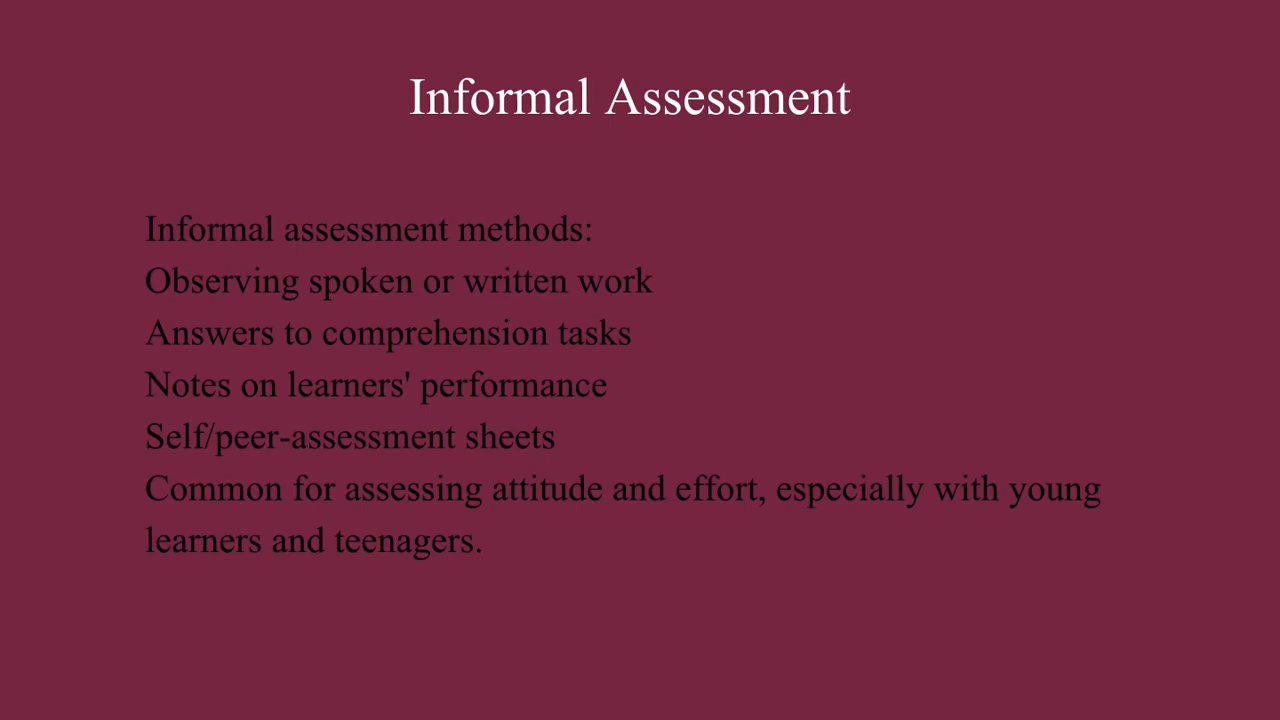 Informal Assessment
Informal assessment methods:
Observing spoken or written work
Answers to comprehension tasks
Notes on learners' performance
Self/peer-assessment sheets
Common for assessing attitude and effort, especially with young
learners and teenagers.